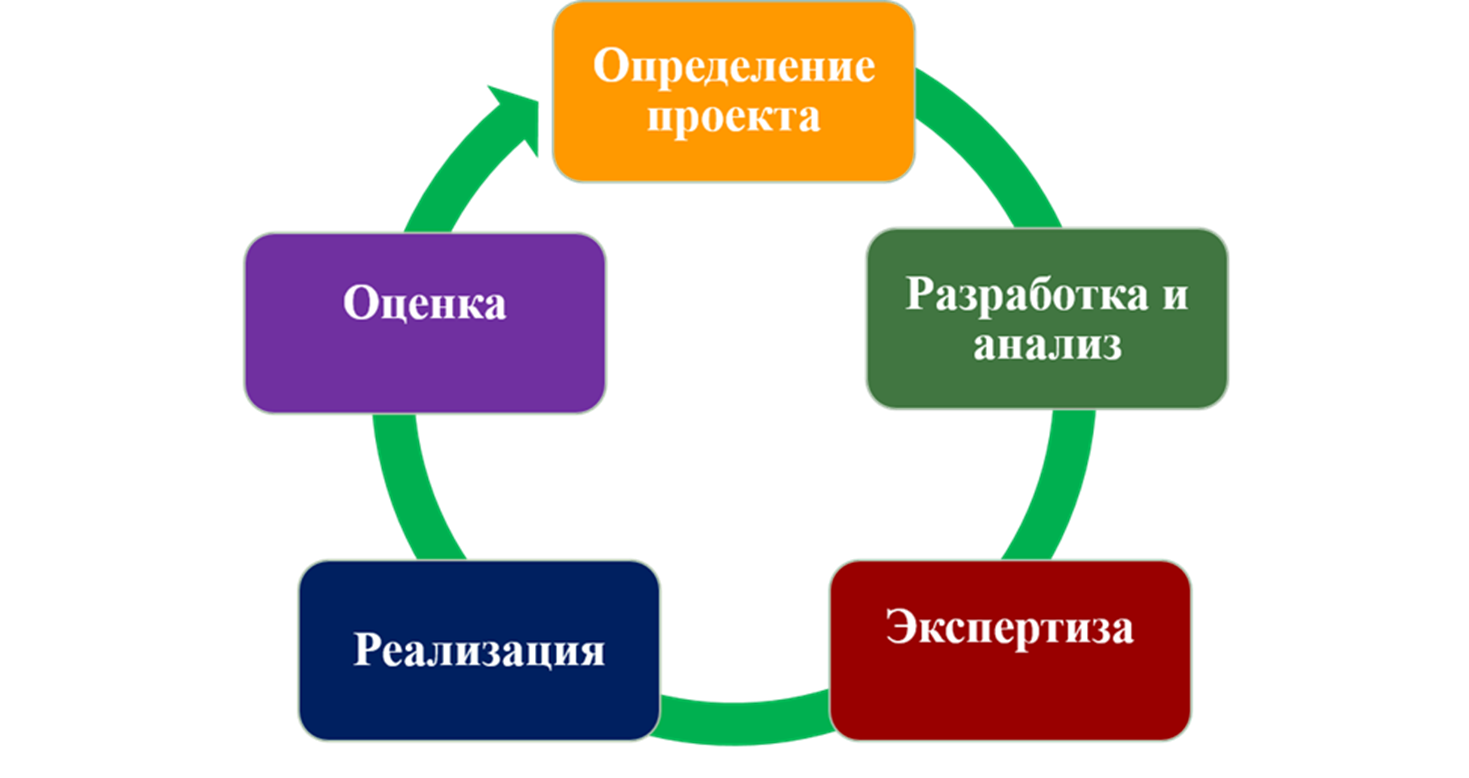 Определение
проекта
Разработка и
анализ
Экспертиза
Реализация
Оценка